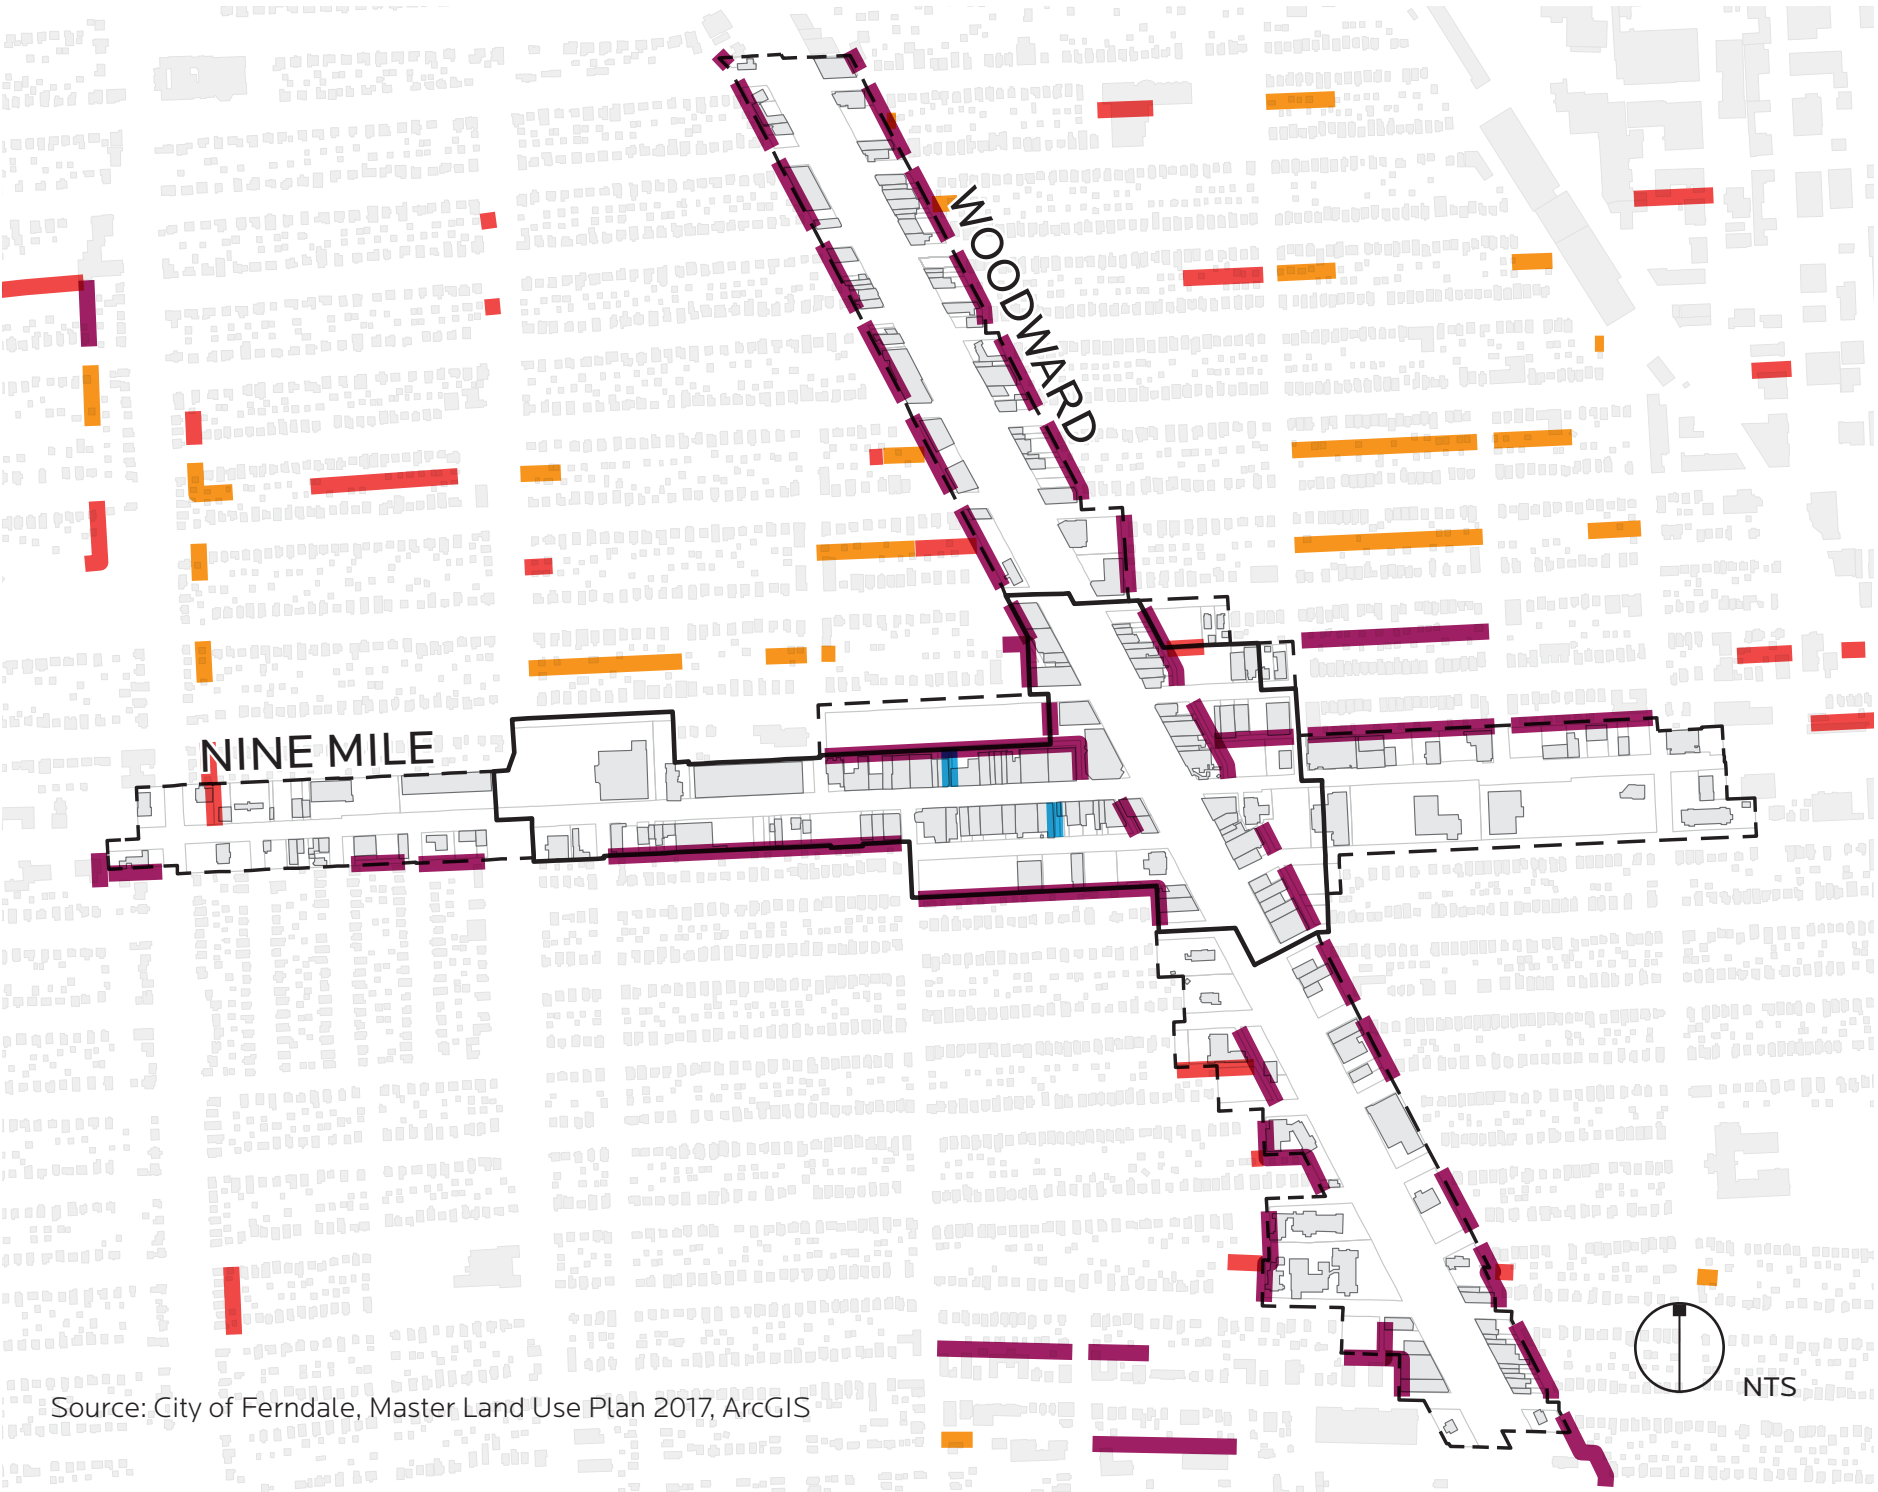 WOODWARD
NINE MILE
Source: City of Ferndale, Master Land Use Plan 2017, ArcGIS
NTS